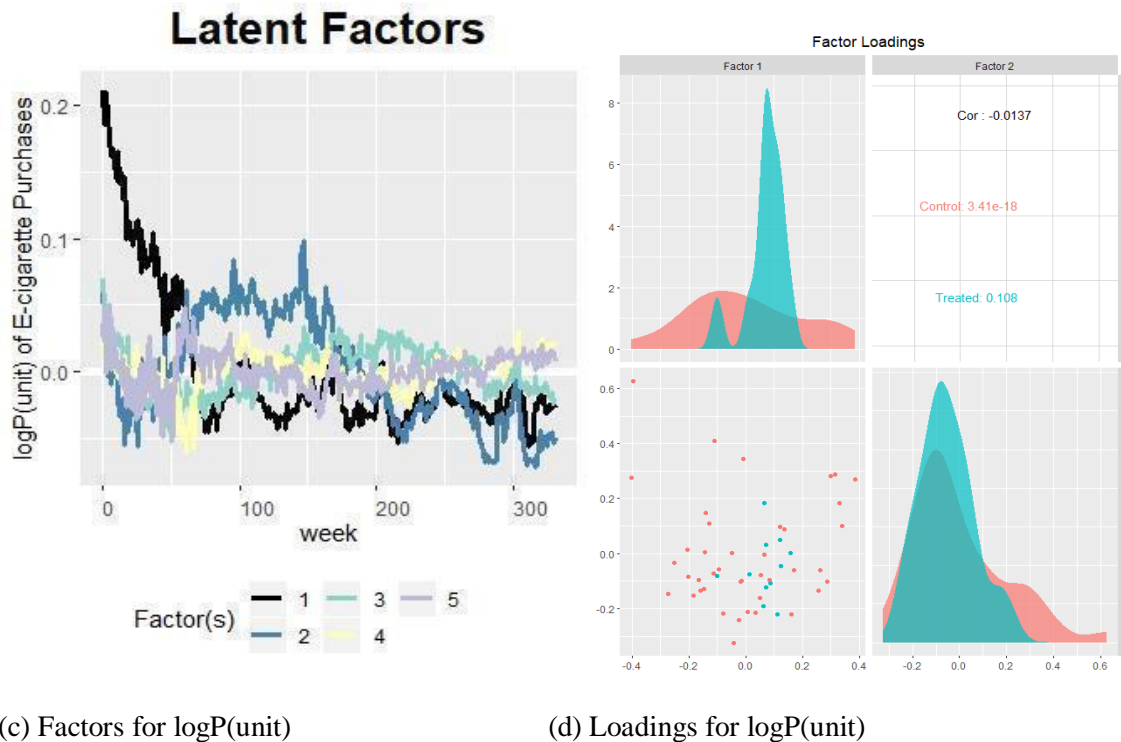 Latent Factors
logP(unit) of E-cigarette Purchases
0.2
0.1
0.0
0 100 200 300
week
Factor(s)
1 3 5
2 4
Factor Loadings
Factor 1 Factor 2
8
6
4
2
0
Cor : -0.0137
Control: 3.41e-18
Treated: 0.108
0.6
0.4
0.2
0.0
-0.2
-0.4 -0.2 0.0 0.2 0.4
-0.2 0.0 0.2 0.4 0.6
(c) Factors for logP(unit) (d) Loadings for logP(unit)